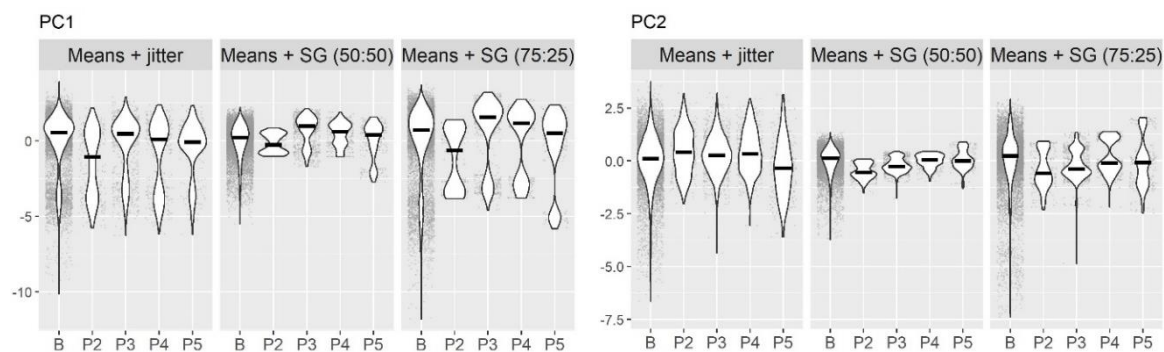 PC1
Means + jitter
Means + SG (50:50)
Means + SG (75:25)
0
-5
-10
B P2 P3 P4 P5
B P2 P3 P4 P5
B P2 P3 P4 P5
PC2
Means + jitter
Means + SG (50:50)
Means + SG (75:25)
2.5
0.0
-2.5
-5.0
-7.5
B P2 P3 P4 P5
B P2 P3 P4 P5
B P2 P3 P4 P5